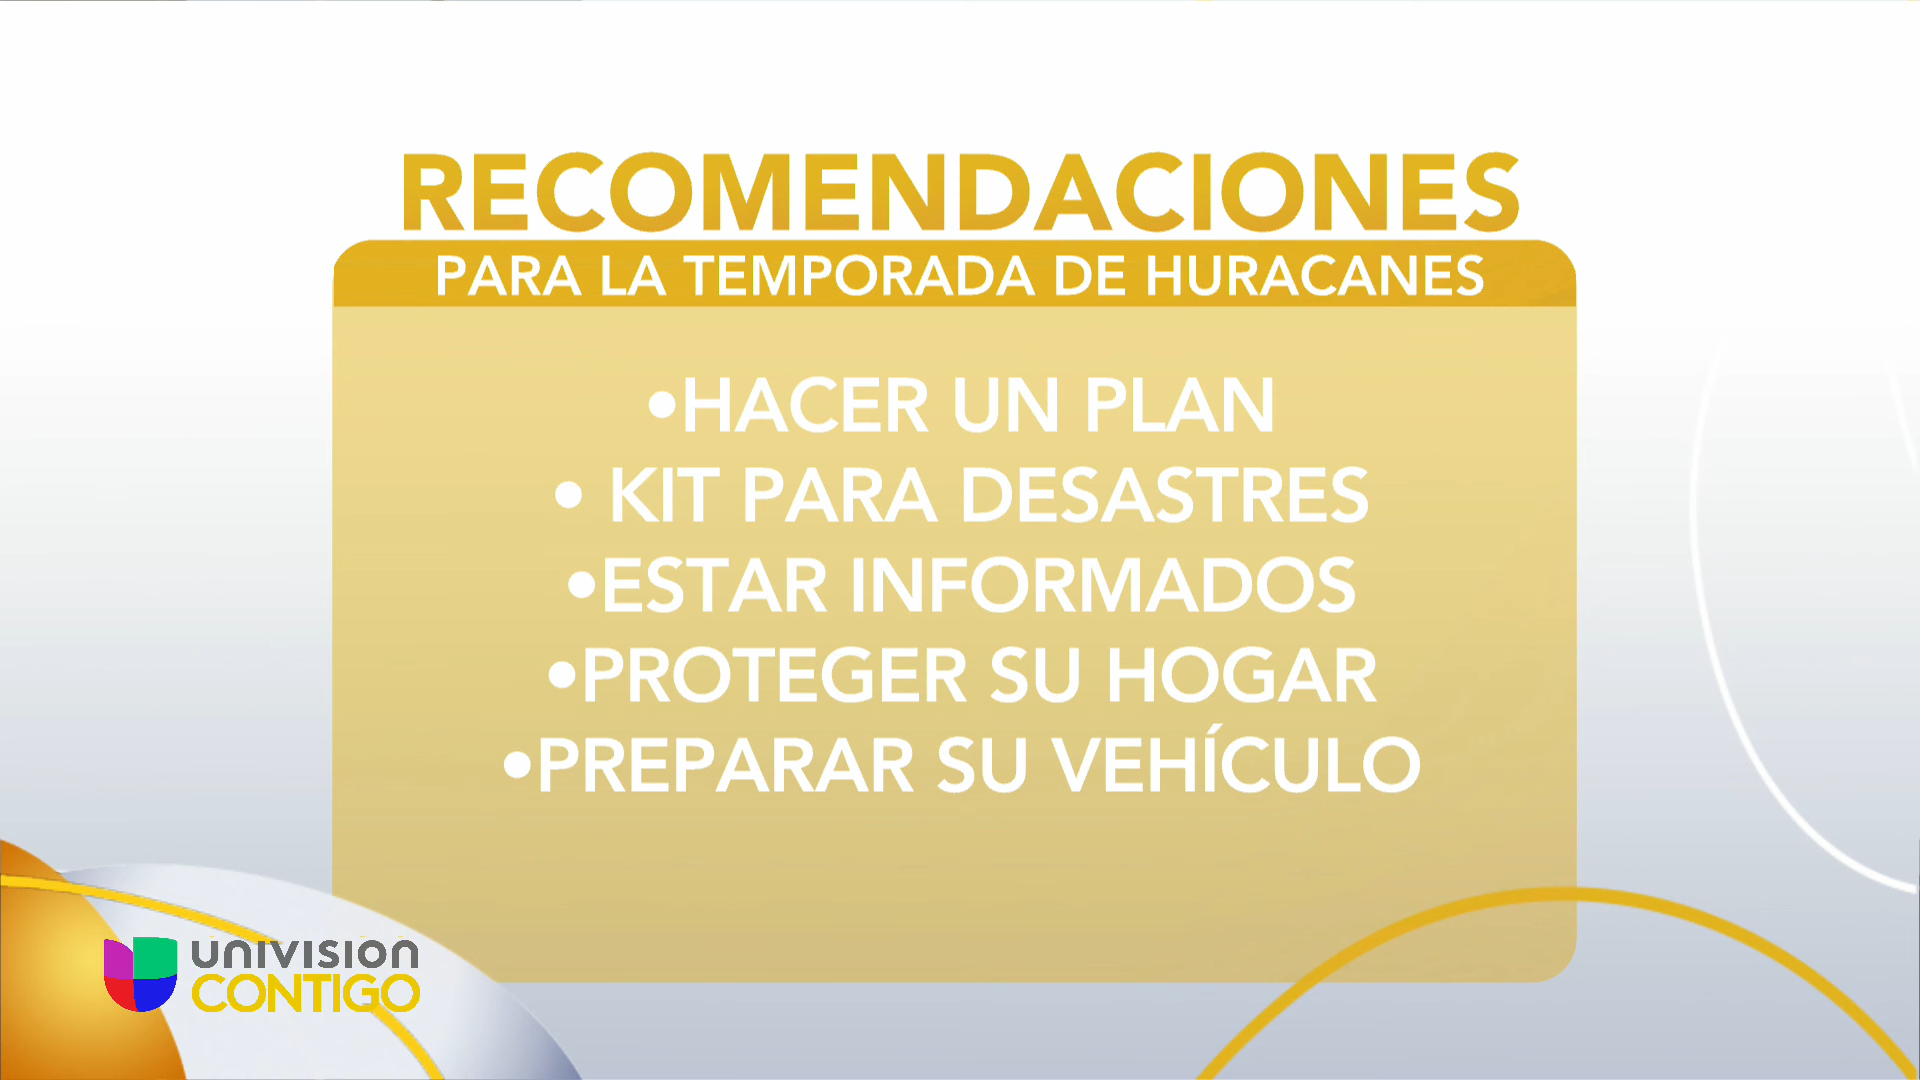 RECOMENDACIONES
PARA LA TEMPORADA DE HURACANES
•HACER UN PLAN
• KIT PARA DESASTRES
•ESTAR INFORMADOS
•PROTEGER SU HOGAR
•PREPARAR SU VEHÍCULO
UNIVISION
CONTIGO